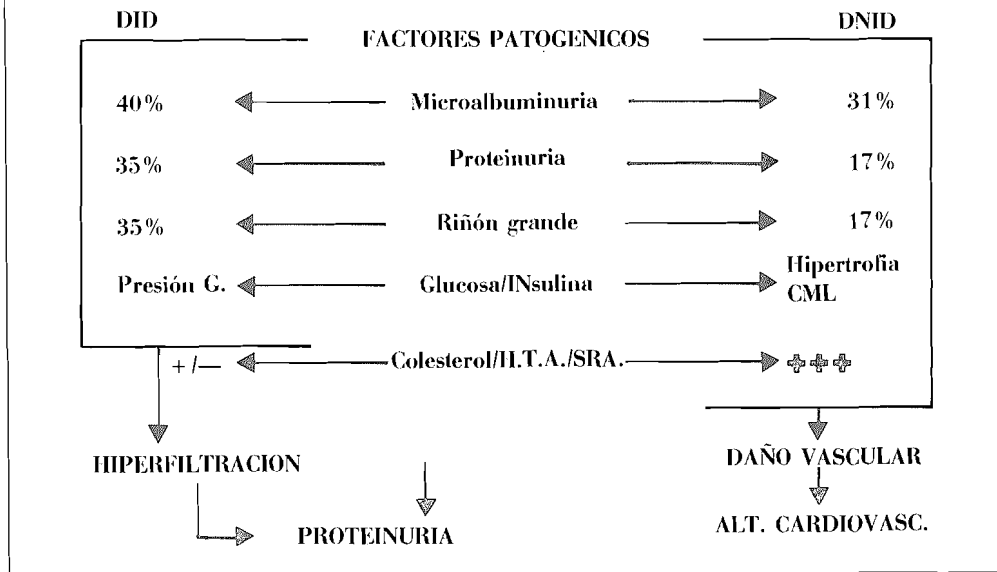 DID DNID
FACTORES PATOGENICOS
40% Microalbuminuria 31%
35% Proteinuria 17%
35% Riñón grande 17%
Presión G. Glucosa/INsulina Hipertrofia
CML
+/— Colesterol/H.T.A./SRA. +++
HIPERFILTRACION DAÑO VASCULAR
PROTEINURIA ALT. CARDIOVASC.